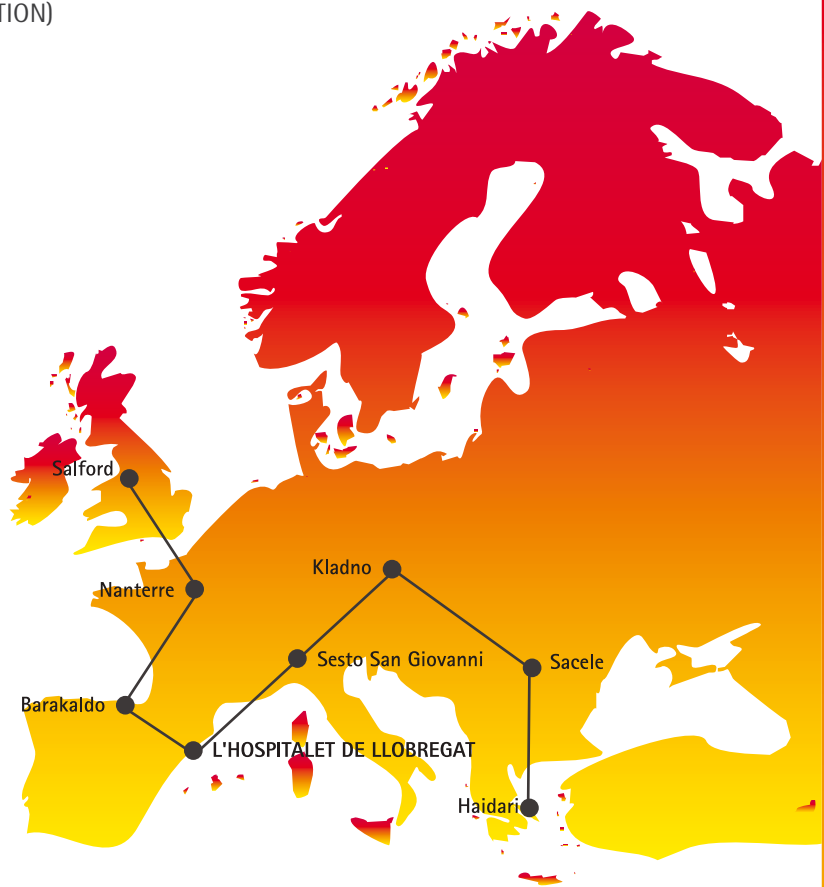 TION)
Salford
Kladno
Nanterre
Sesto San Giovanni
Sacele
Barakaldo
L'HOSPITALET DE LLOBREGAT
Haidari